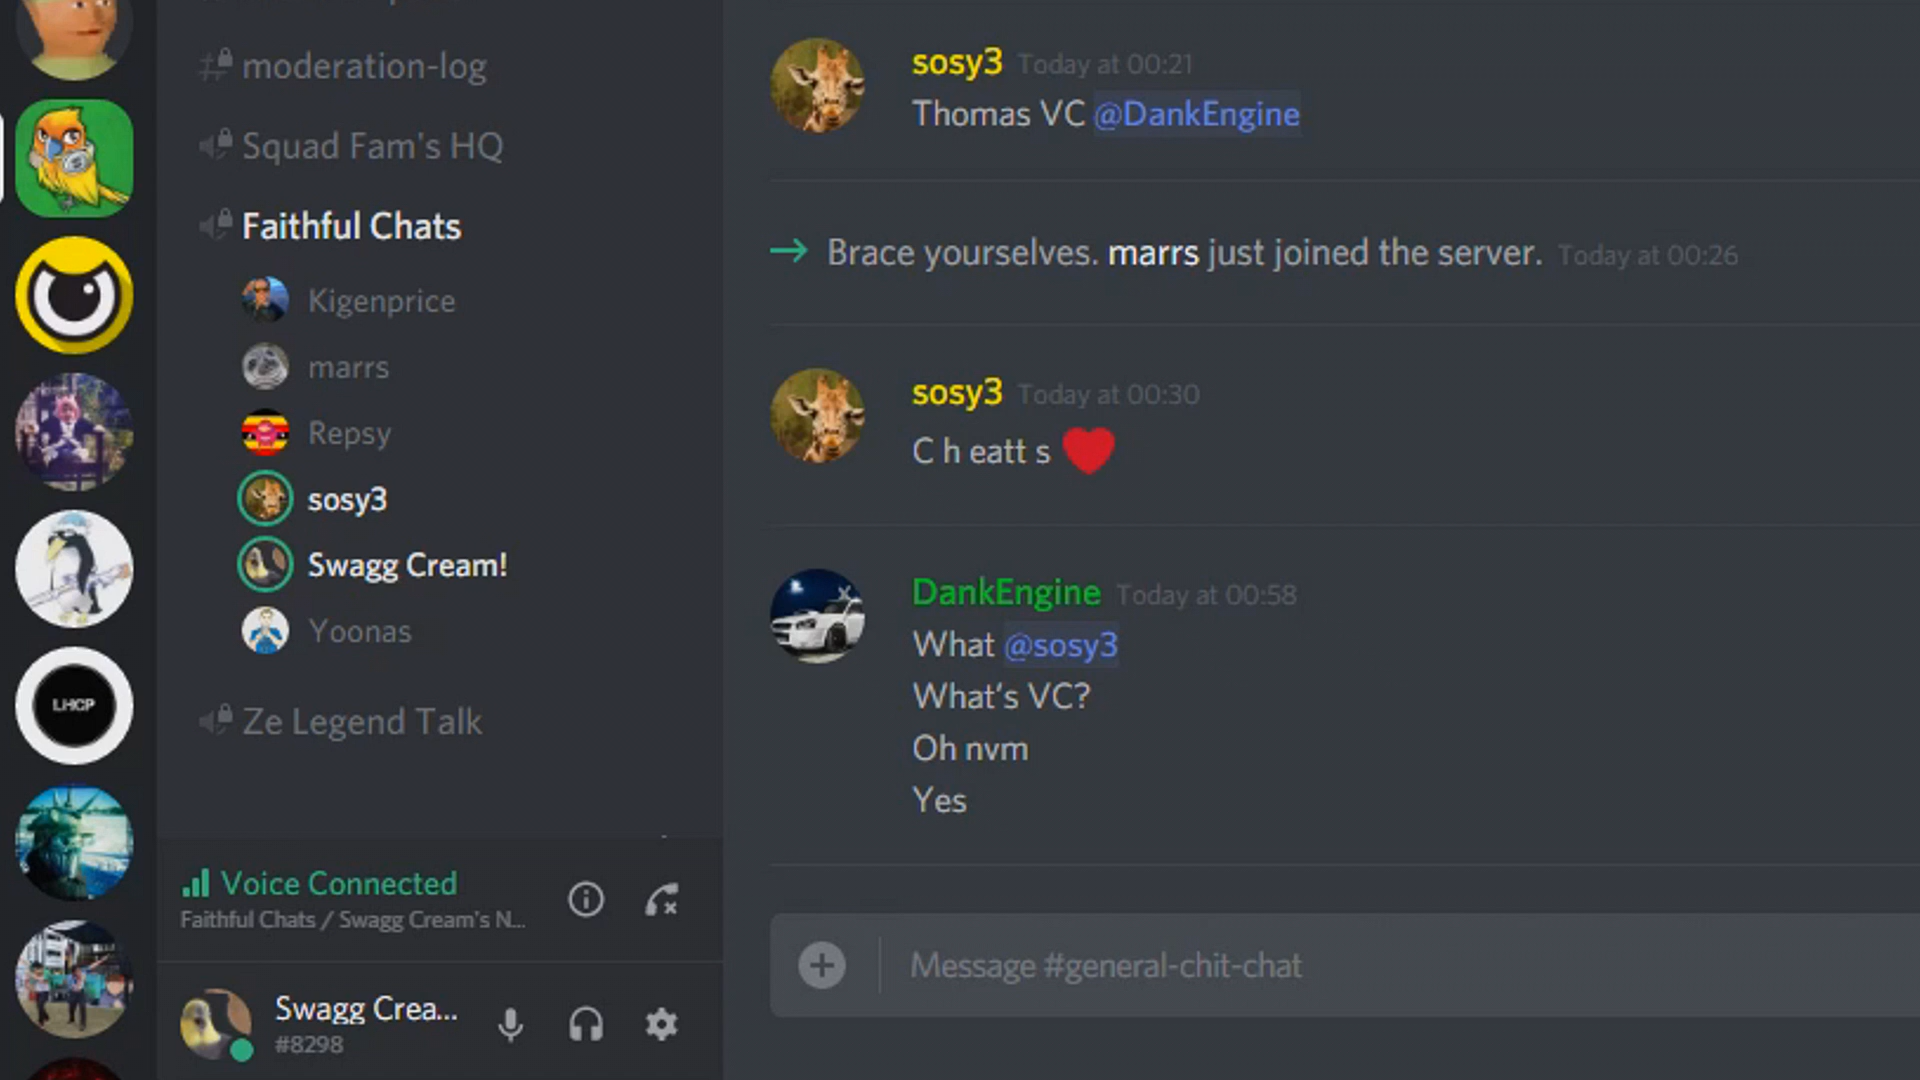 moderation-log
Squad Fam's HQ
Faithful Chats
Kigenprice
marrs
Repsy
sosy3
Swagg Cream!
Yoonas
Ze Legend Talk
LHCP
Voice Connected
Faithful Chats / Swagg Cream's N...
Swagg Crea...
#8298
sosy3 Today at 00:21
Thomas VC @DankEngine
Brace yourselves. marrs just joined the server. Today at 00:26
sosy3 Today at 00:30
C h eatt s
DankEngine Today at 00:58
What @sosy3
What's VC?
Oh nvm
Yes
Message #general-chit-chat